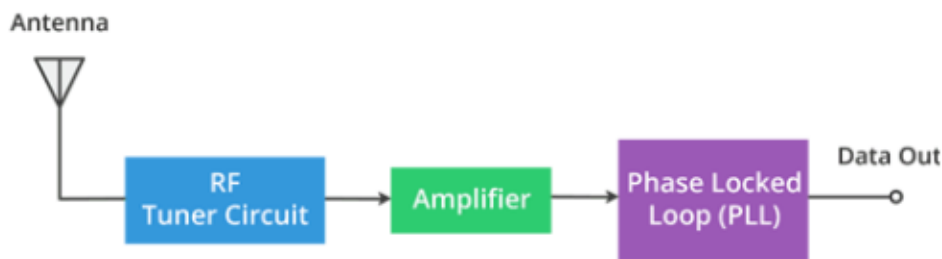 Antenna
RF
Tuner Circuit
Amplifier
Phase Locked
Loop (PLL)
Data Out